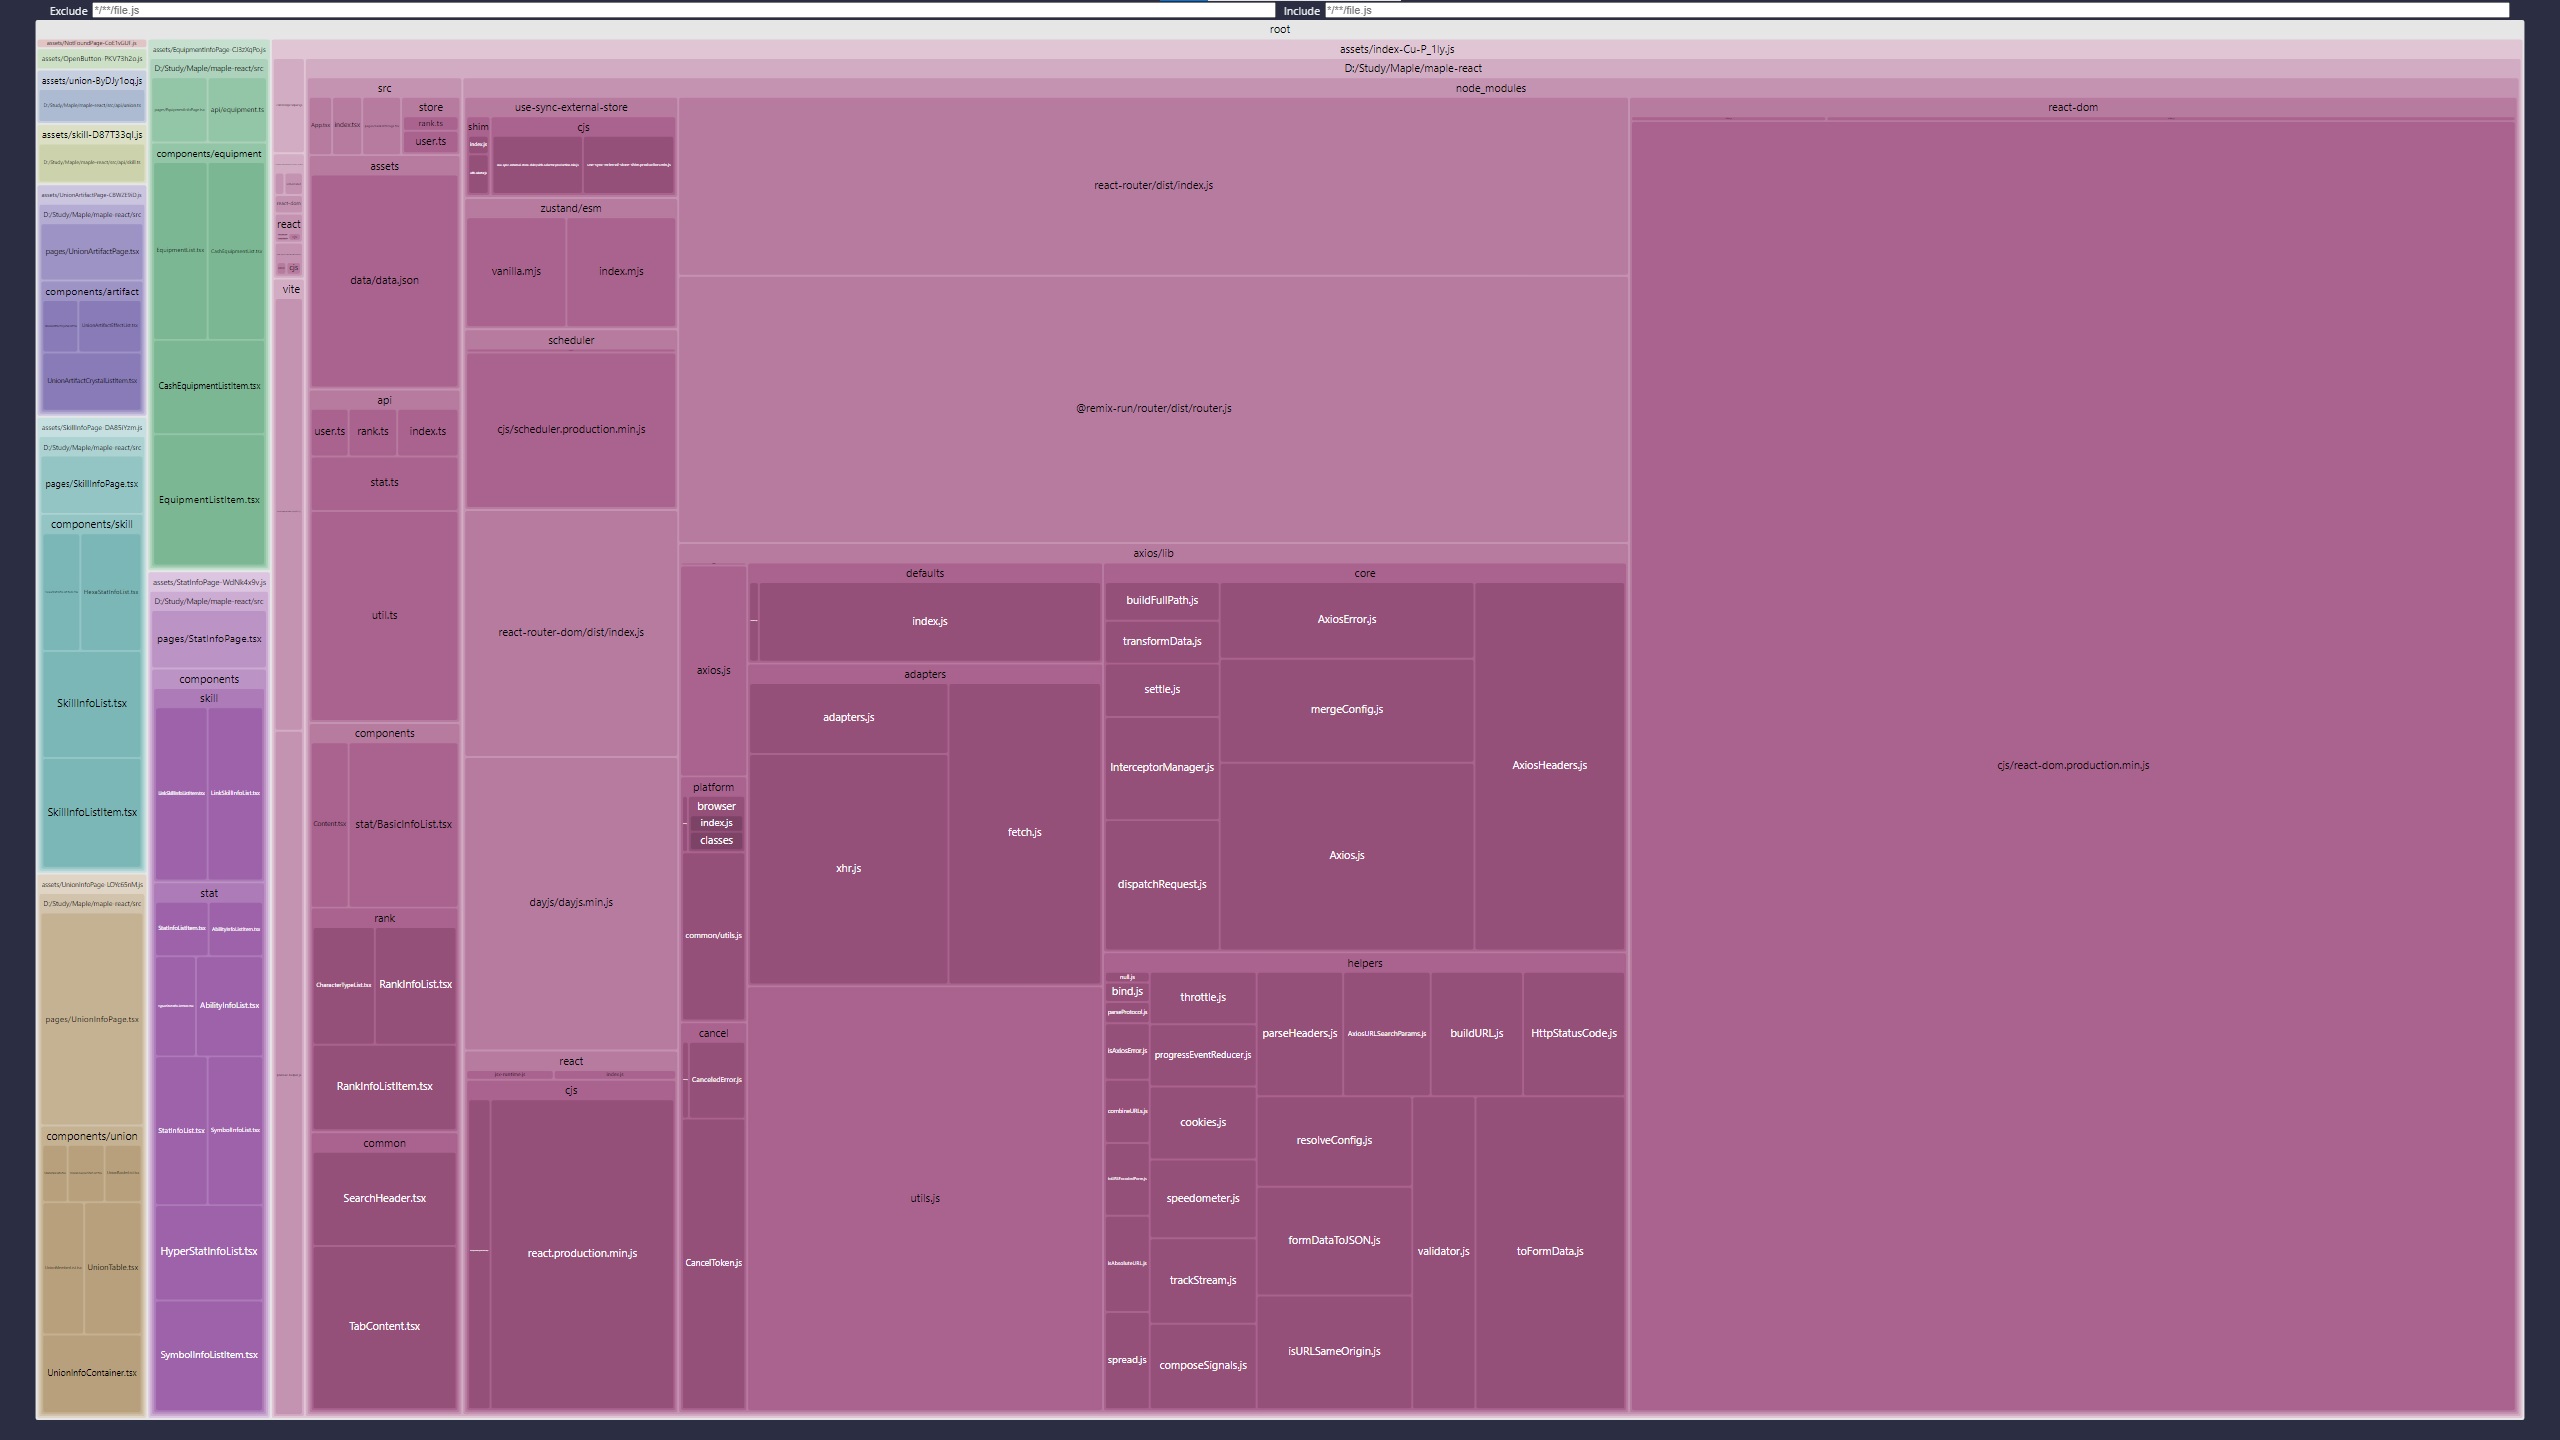 Exclude
*/**/file.js
Include
*/**/file.js
root
assets/OpenButton-PKV73h2o.js
assets/union-ByDJy1oq.js
D:/Study/Maple/maple-react/src/api/union.ts
assets/skill-D87T33ql.js
D:/Study/Maple/maple-react/src/api/skill.ts
D:/Study/Maple/maple-react/src
pages/UnionArtifactPage.tsx
components/artifact
UnionArtifactEffectList.tsx
UnionArtifactCrystalListItem.tsx
assets/SkillInfoPage-DA85iYzm.js
D:/Study/Maple/maple-react/src
pages/SkillInfoPage.tsx
components/skill
HexaStatInfoList.tsx
SkillInfoList.tsx
SkillInfoListItem.tsx
D:/Study/Maple/maple-react/src
pages/UnionInfoPage.tsx
components/union
UnionTable.tsx
UnionInfoContainer.tsx
D:/Study/Maple/maple-react/src
pages/EquipmentInfoPage.tsx
api/equipment.ts
components/equipment
EquipmentList.tsx
CashEquipmentList.tsx
CashEquipmentListItem.tsx
EquipmentListItem.tsx
assets/StatInfoPage-WdNk4x9v.js
D:/Study/Maple/maple-react/src
pages/StatInfoPage.tsx
components
skill
LinkSkillInfoList.tsx
stat
StatInfoListItem.tsx
AbilityInfoListItem.tsx
AbilityInfoList.tsx
StatInfoList.tsx
SymbolInfoList.tsx
HyperStatInfoList.tsx
SymbolInfoListItem.tsx
assets/index-Cu-P_1Iy.js
react-dom
react
cjs
vite
D:/Study/Maple/maple-react
src
App.tsx
index.tsx
store
rank.ts
user.ts
assets
data/data.json
api
user.ts
rank.ts
index.ts
stat.ts
util.ts
components
Content.tsx
stat/BasicInfoList.tsx
rank
CharacterTypeList.tsx
RankInfoList.tsx
RankInfoListItem.tsx
common
SearchHeader.tsx
TabContent.tsx
node_modules
use-sync-external-store
shim
index.js
cjs
zustand/esm
vanilla.mjs
index.mjs
scheduler
cjs/scheduler.production.min.js
react-router-dom/dist/index.js
dayjs/dayjs.min.js
react
jsx-runtime.js
index.js
cjs
react.production.min.js
react-router/dist/index.js
@remix-run/router/dist/router.js
axios/lib
axios.js
platform
browser
index.js
classes
common/utils.js
cancel
CanceledError.js
CancelToken.js
defaults
index.js
adapters
adapters.js
xhr.js
fetch.js
utils.js
core
buildFullPath.js
transformData.js
settle.js
InterceptorManager.js
dispatchRequest.js
AxiosError.js
mergeConfig.js
Axios.js
AxiosHeaders.js
helpers
null.js
bind.js
parseProtocol.js
isAxiosError.js
combineURLs.js
isURLEncodedForm.js
isAbsoluteURL.js
spread.js
throttle.js
progressEventReducer.js
cookies.js
speedometer.js
trackStream.js
composeSignals.js
parseHeaders.js
AxiosURLSearchParams.js
buildURL.js
HttpStatusCode.js
resolveConfig.js
formDataToJSON.js
isURLSameOrigin.js
validator.js
toFormData.js
react-dom
cjs/react-dom.production.min.js